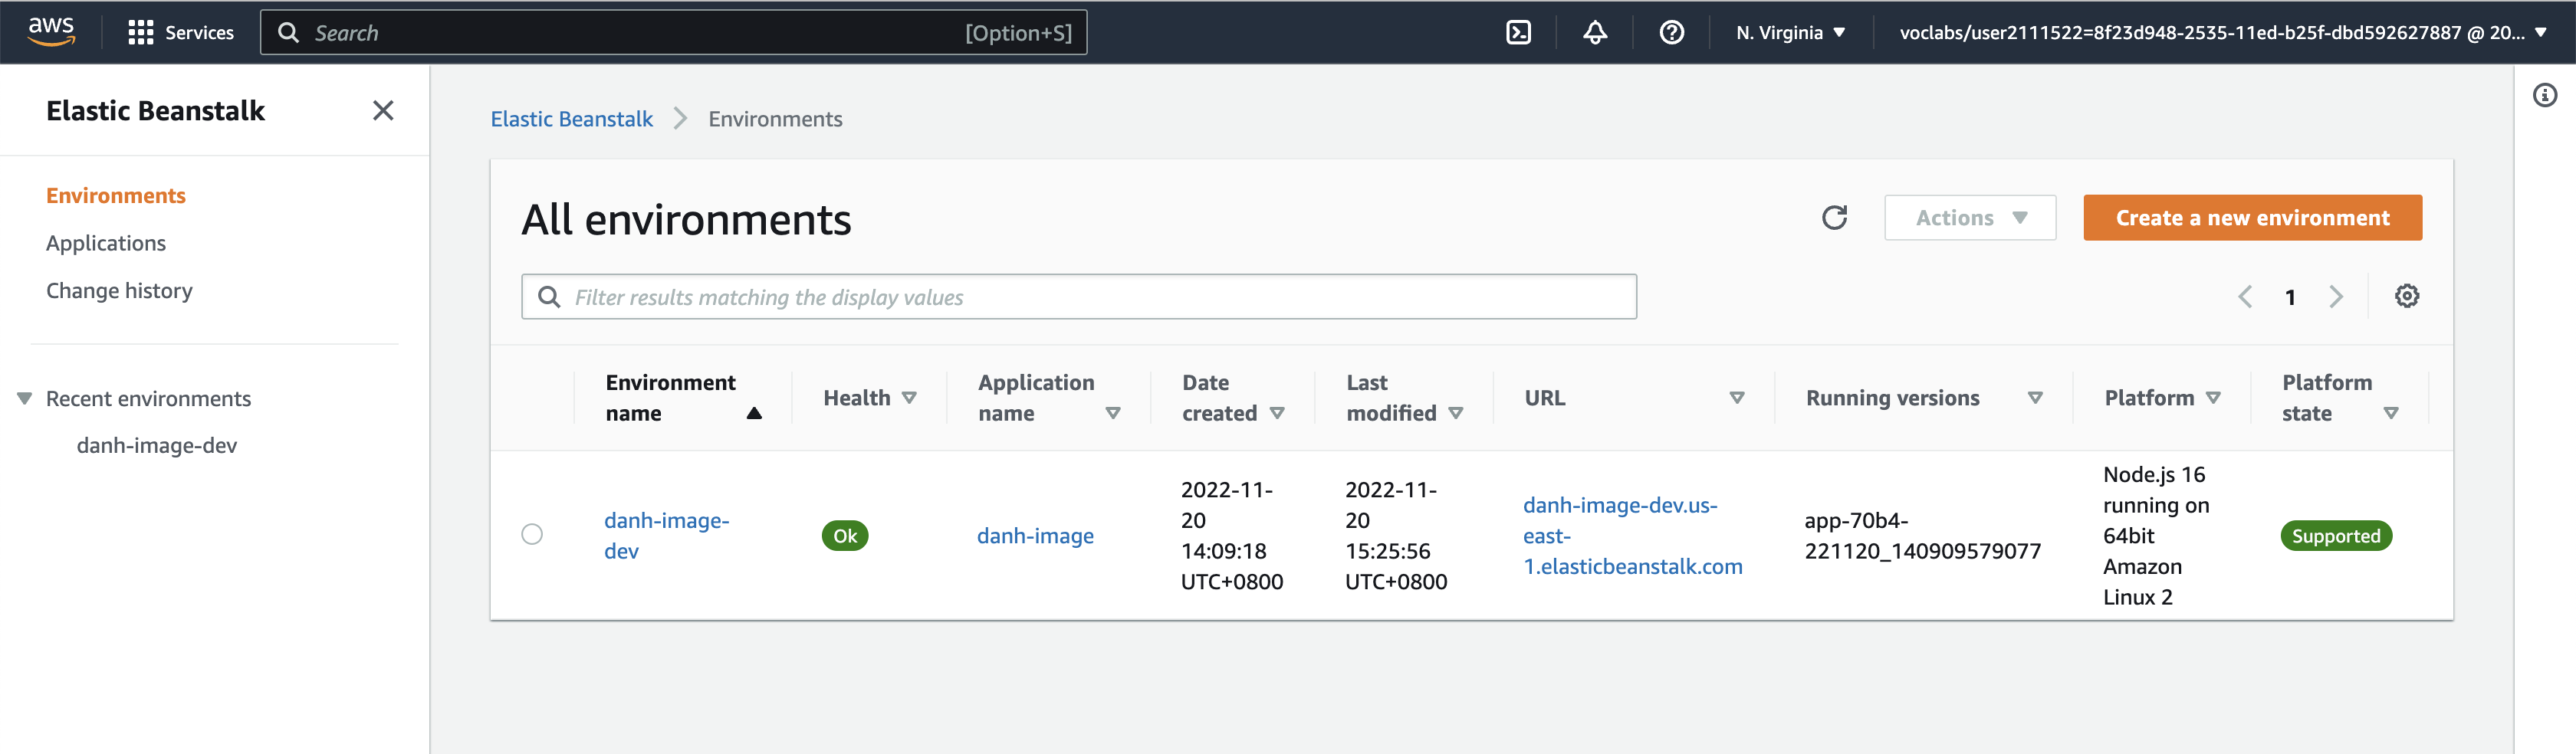 aws
Services
Search
[Option+S]
N. Virginia
voclabs/user2111522=8f23d948-2535-11ed-b25f-dbd592627887 @ 20...
Elastic Beanstalk
Environments
Applications
Change history
Recent environments
danh-image-dev
Elastic Beanstalk
Environments
All environments
Actions
Create a new environment
Filter results matching the display values
1
Environment
name
Health
Application
name
Date
created
Last
modified
URL
Running versions
Platform
Platform
state
danh-image-
dev
Ok
danh-image
2022-11-
20
14:09:18
UTC+0800
2022-11-
20
15:25:56
UTC+0800
danh-image-dev.us-
east-
1.elasticbeanstalk.com
app-70b4-
221120_140909579077
Node.js 16
running on
64bit
Amazon
Linux 2
Supported